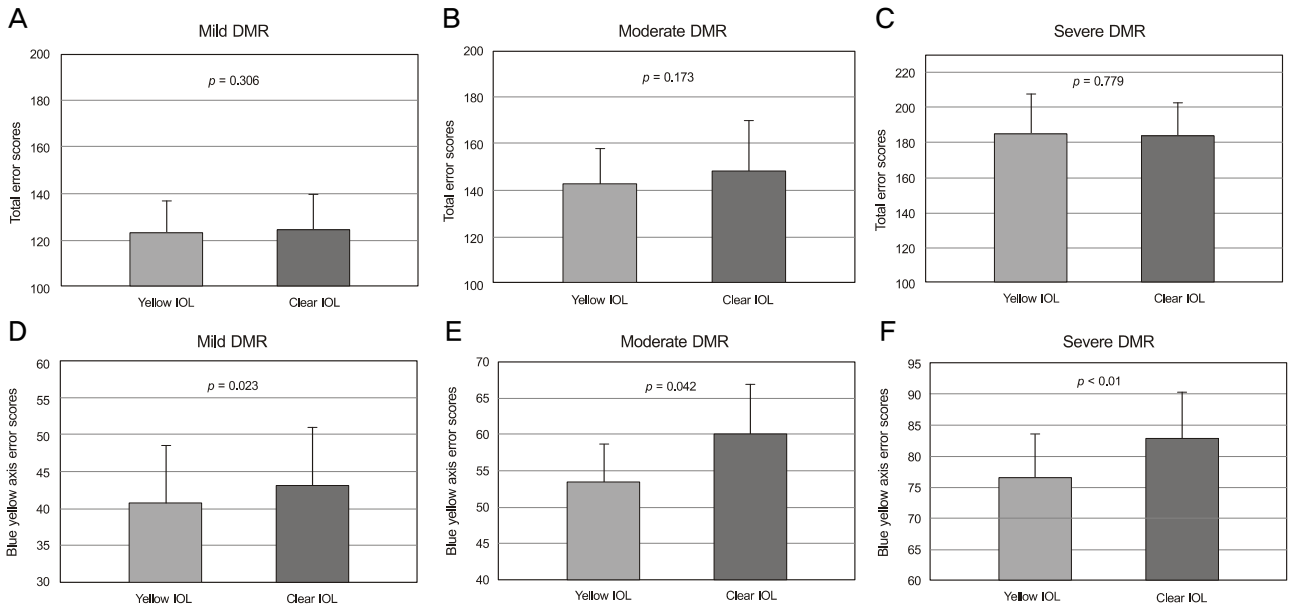 A
Mild DMR
Total error scores
200
180
160
140
120
100
p = 0.306
Yellow IOL
Clear IOL
B
Moderate DMR
Total error scores
200
180
160
140
120
100
p = 0.173
Yellow IOL
Clear IOL
C
Severe DMR
Total error scores
220
200
180
160
140
120
100
p = 0.779
Yellow IOL
Clear IOL
D
Mild DMR
Blue yellow axis error scores
60
55
50
45
40
35
30
p = 0.023
Yellow IOL
Clear IOL
E
Moderate DMR
Blue yellow axis error scores
70
65
60
55
50
45
40
p = 0.042
Yellow IOL
Clear IOL
F
Severe DMR
Blue yellow axis error scores
95
90
85
80
75
70
65
60
p < 0.01
Yellow IOL
Clear IOL